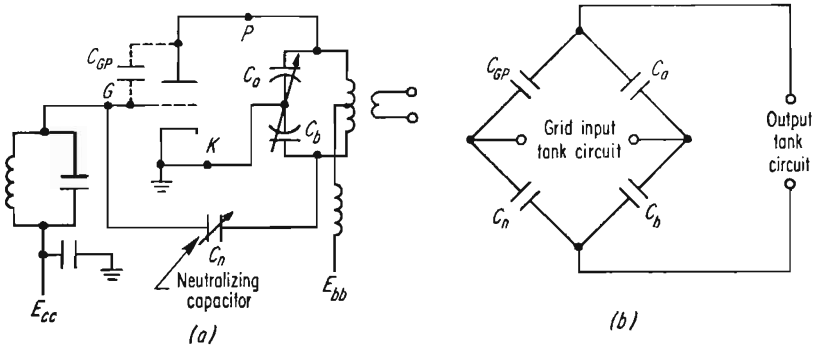 P
C_GP
C_a
G
C_b
K
C_n
Neutralizing
capacitor
E_cc
E_bb
(a)
C_GP
C_a
Grid input
tank circuit
Output
tank
circuit
C_n
C_b
(b)